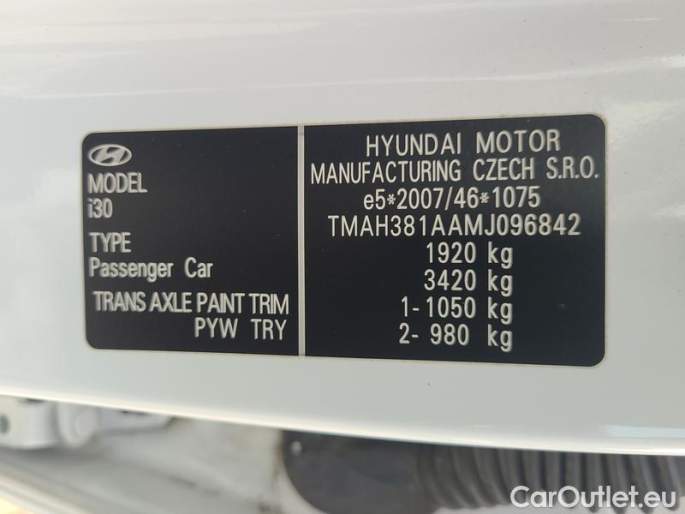 MODEL
i30
TYPE
Passenger Car
TRANS AXLE PAINT TRIM
PYW TRY
HYUNDAI MOTOR
MANUFACTURING CZECH S.R.O.
e5*2007/46*1075
TMAH381AAMJ096842
1920 kg
3420 kg
1- 1050 kg
2- 980 kg
CarOutlet.eu